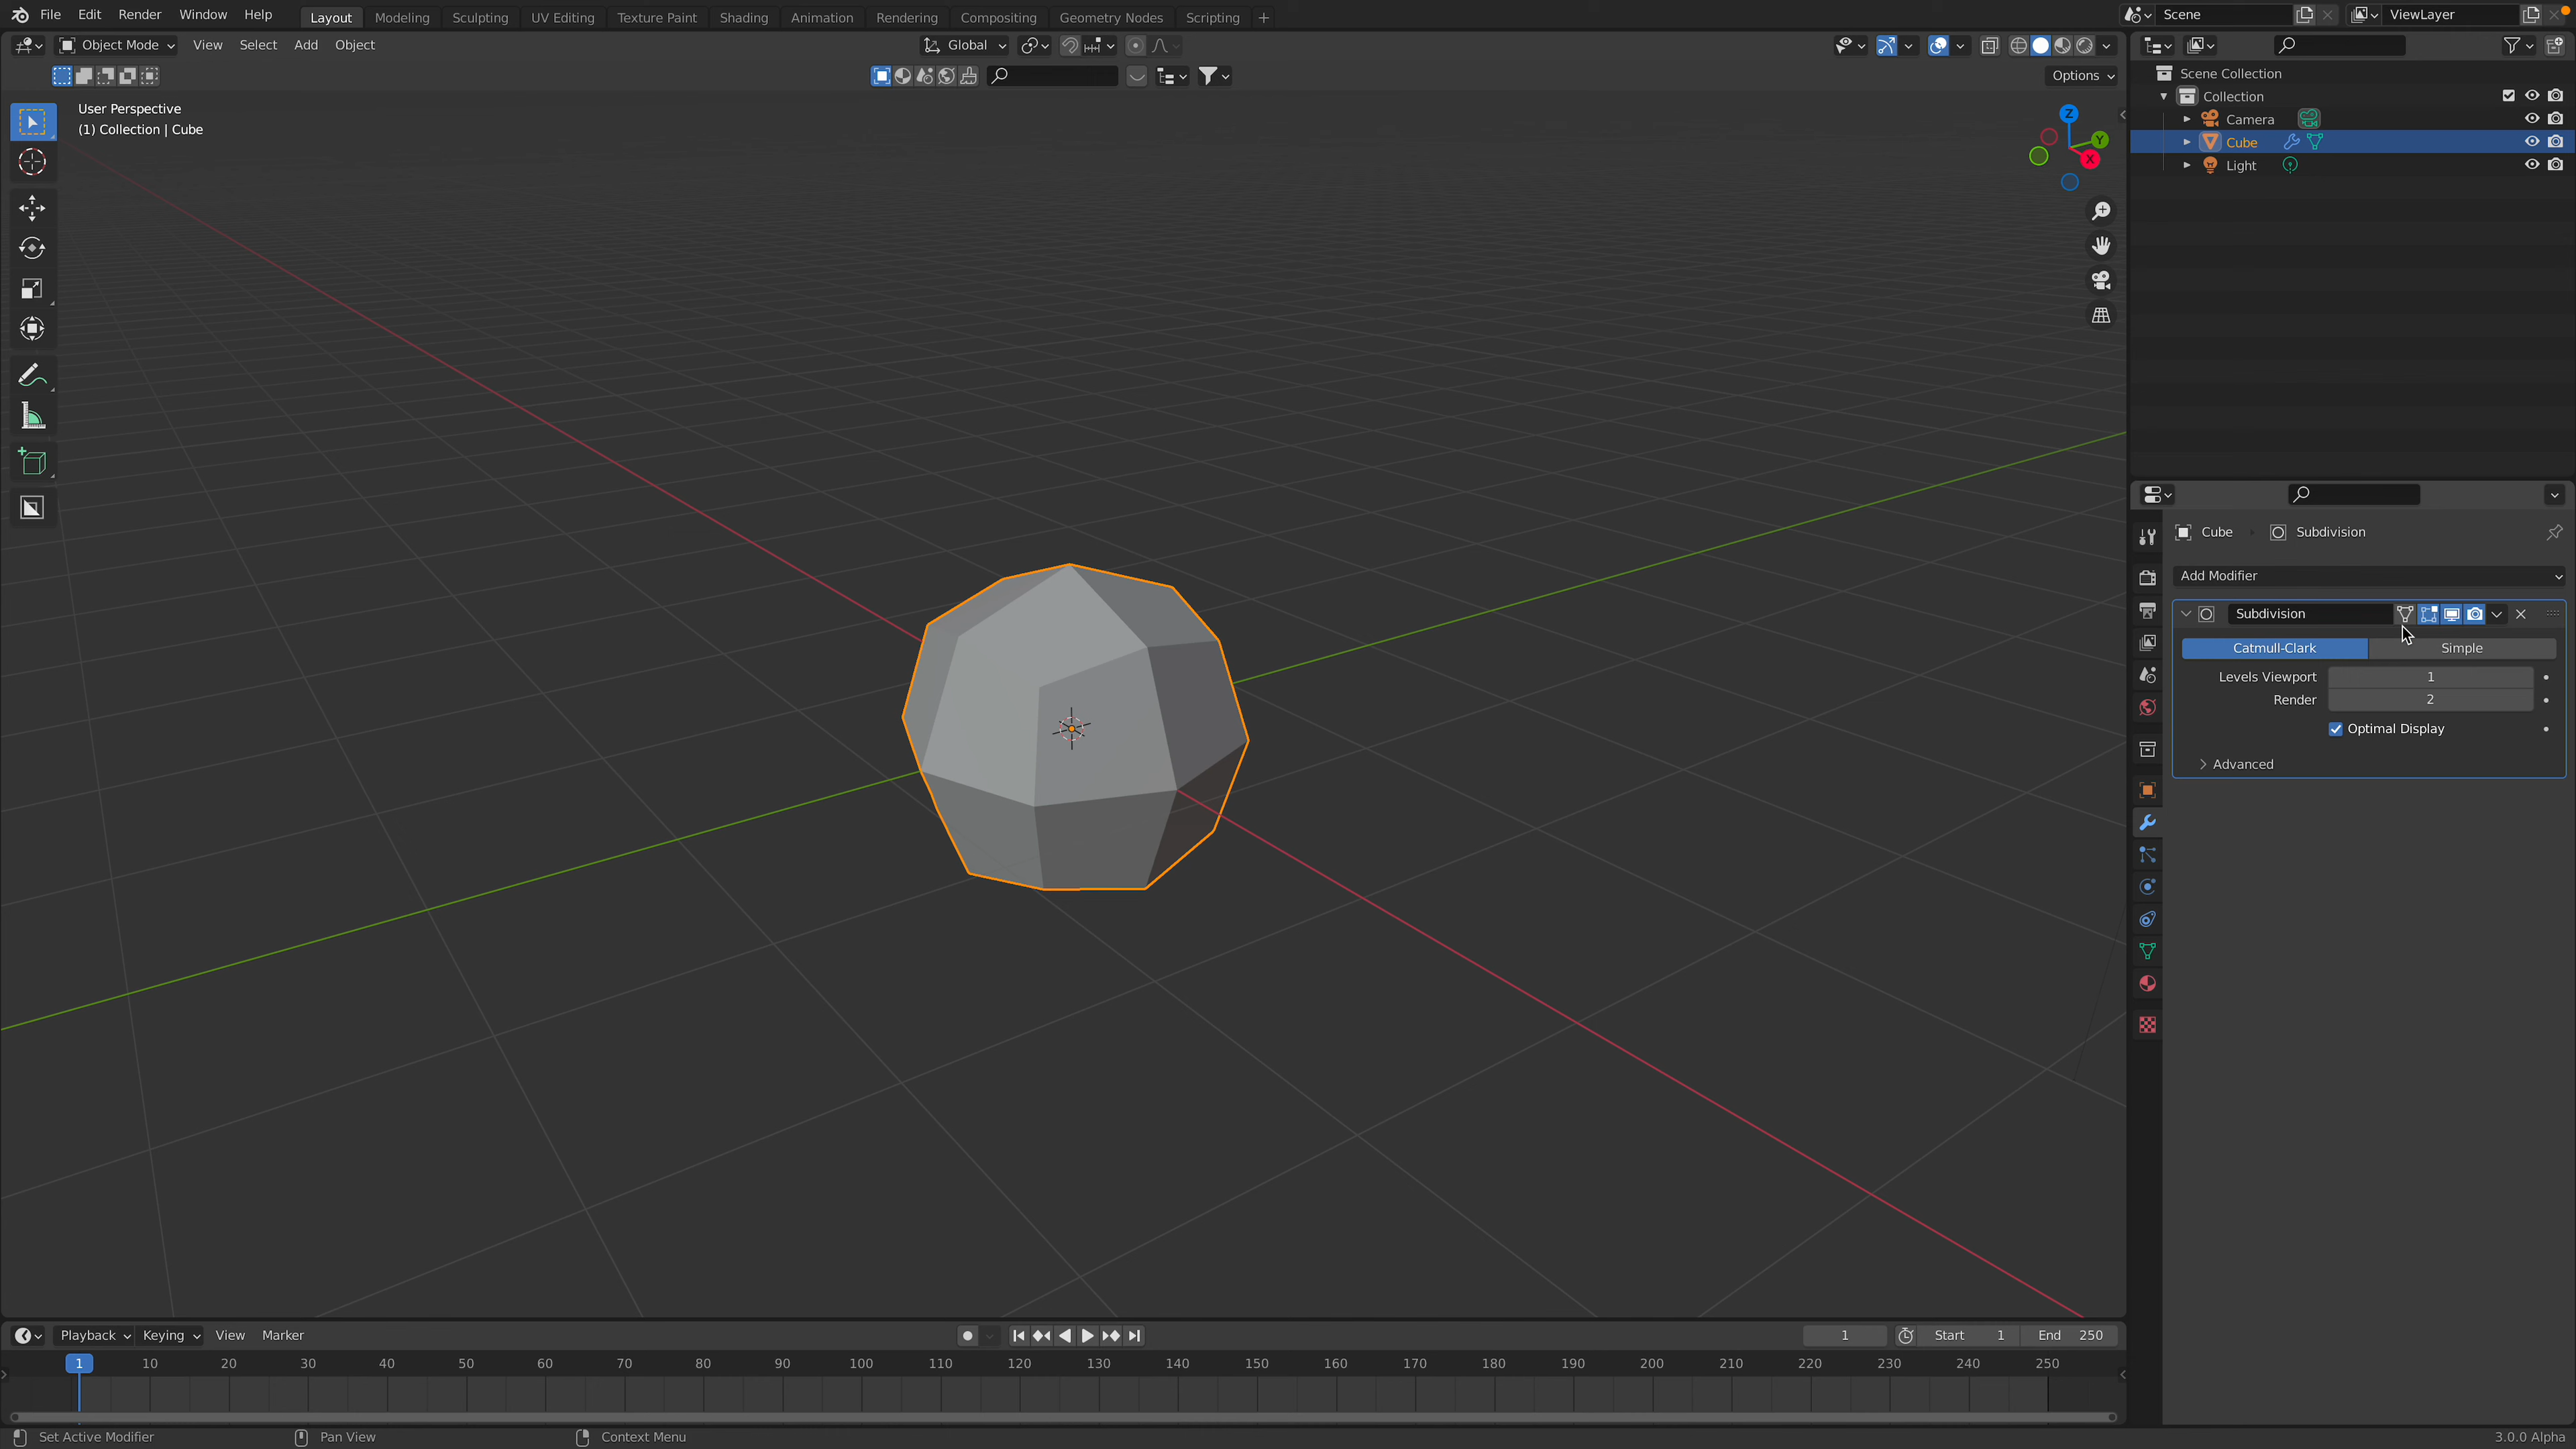 File Edit Render Window Help Layout Modeling Sculpting UV Editing Texture Paint Shading Animation Rendering Compositing Geometry Nodes Scripting + Scene ViewLayer
Object Mode View Select Add Object Global
Options
User Perspective
(1) Collection | Cube
Z
Y
X
Scene Collection
Collection
Camera
Cube
Light
Cube Subdivision
Add Modifier
Subdivision
Catmull-Clark Simple
Levels Viewport 1
Render 2
Optimal Display
Advanced
Playback Keying View Marker 1 Start 1 End 250
1 10 20 30 40 50 60 70 80 90 100 110 120 130 140 150 160 170 180 190 200 210 220 230 240 250
Set Active Modifier Pan View Context Menu 3.0.0 Alpha